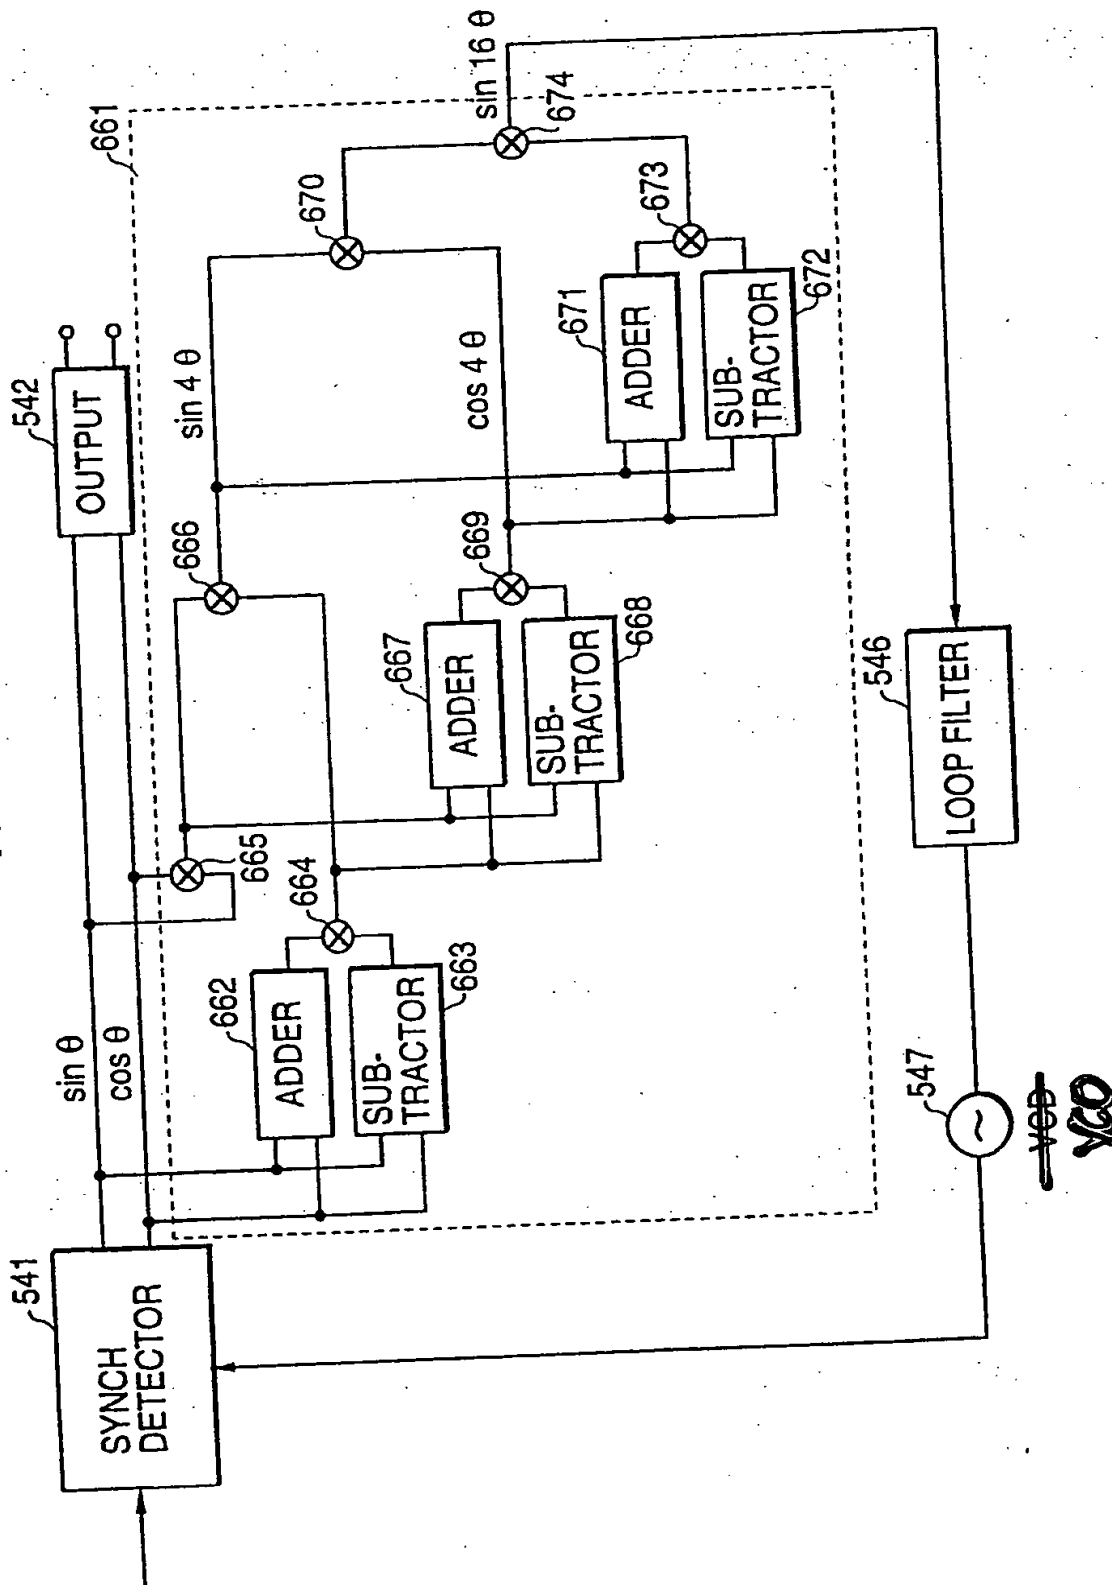 541
SYNCH
DETECTOR
sin θ
cos θ
542
OUTPUT
661
662
ADDER
SUB-
TRACTOR
663
664
665
666
667
ADDER
SUB-
TRACTOR
668
669
sin 4 θ
cos 4 θ
670
671
ADDER
SUB-
TRACTOR
672
673
674
sin 16 θ
546
LOOP FILTER
547
~
VCO